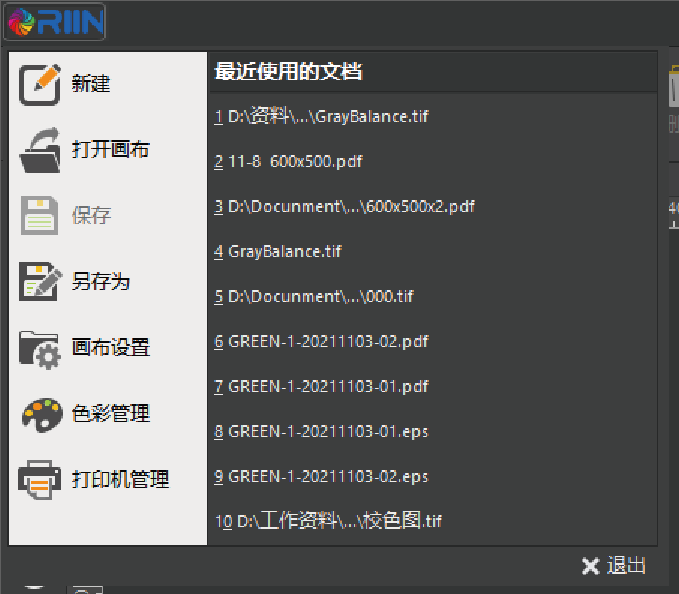 RIIN
新建
打开画布
保存
另存为
画布设置
色彩管理
打印机管理
最近使用的文档
1 D:\资料\...\GrayBalance.tif
2 11-8  600x500.pdf
3 D:\Docunment\...\600x500x2.pdf
4 GrayBalance.tif
5 D:\Docunment\...\000.tif
6 GREEN-1-20211103-02.pdf
7 GREEN-1-20211103-01.pdf
8 GREEN-1-20211103-01.eps
9 GREEN-1-20211103-02.eps
10 D:\工作资料\...\校色图.tif
退出